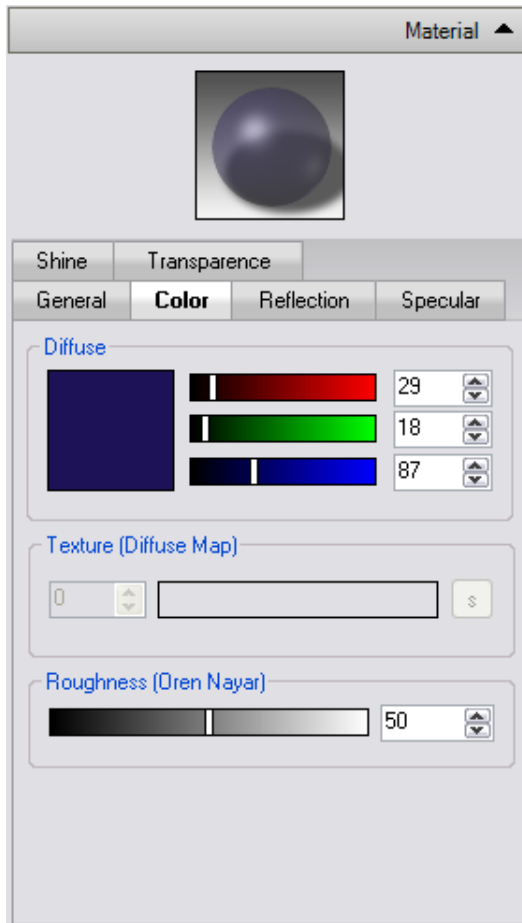 Material
Shine Transparence
General Color Reflection Specular
Diffuse
29
18
87
Texture (Diffuse Map)
0 s
Roughness (Oren Nayar)
50